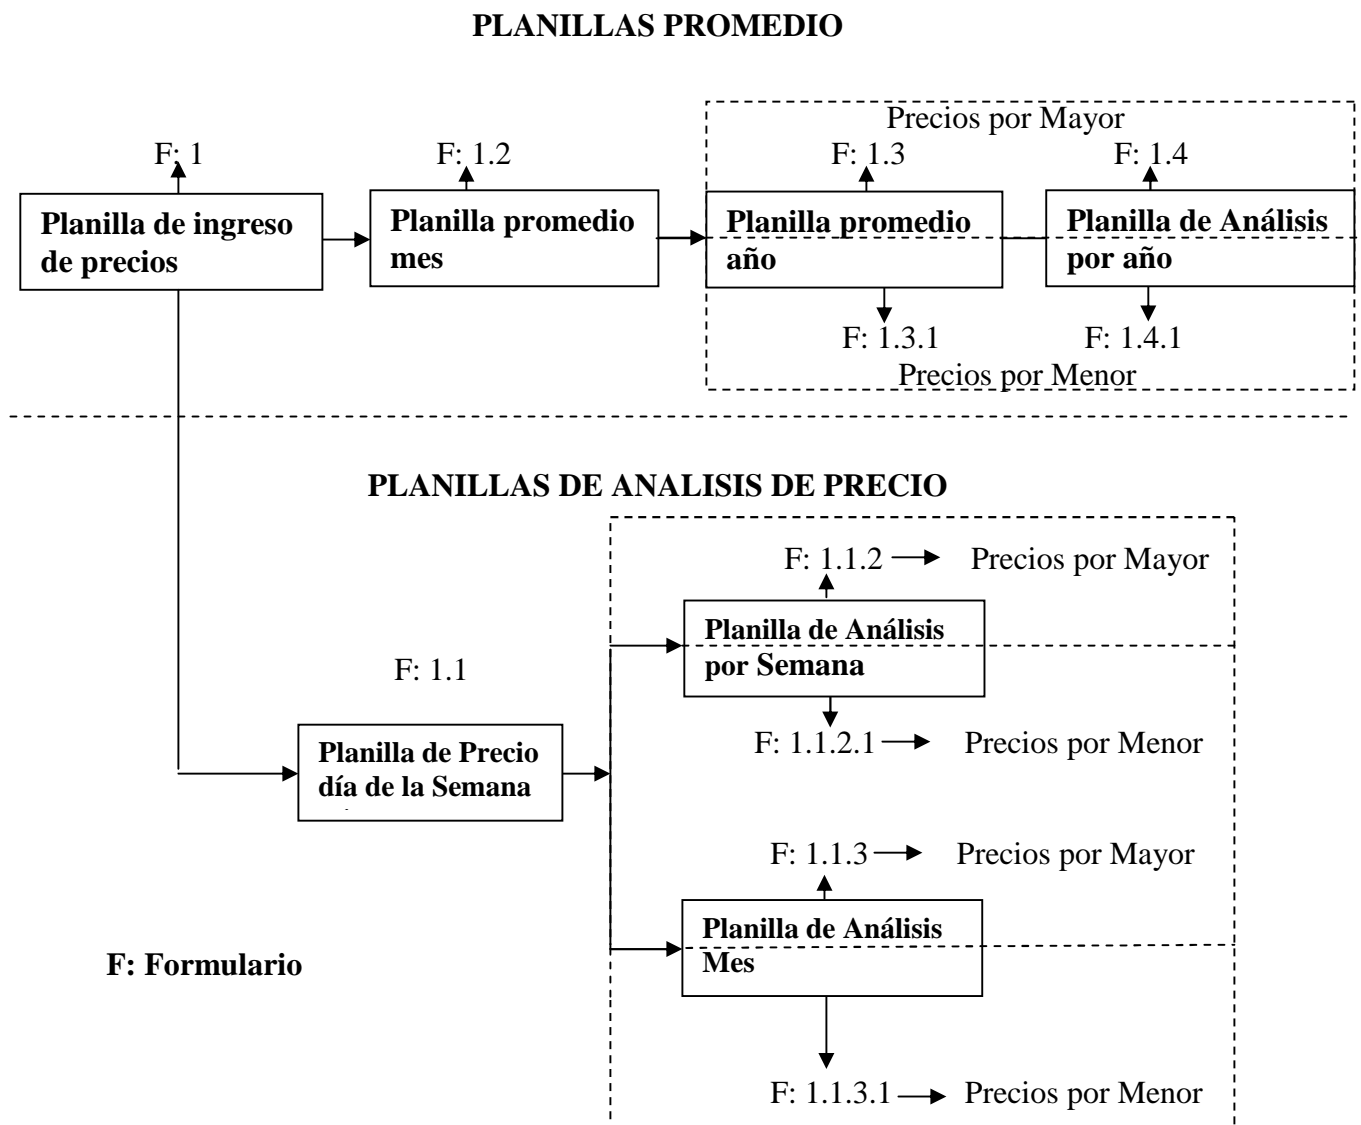 PLANILLAS PROMEDIO
Precios por Mayor
F: 1
F: 1.2
F: 1.3
F: 1.4
Planilla de ingreso
de precios
Planilla promedio
mes
Planilla promedio
año
Planilla de Análisis
por año
F: 1.3.1
F: 1.4.1
Precios por Menor
PLANILLAS DE ANALISIS DE PRECIO
F: 1.1.2
Precios por Mayor
Planilla de Análisis
por Semana
F: 1.1
F: 1.1.2.1
Precios por Menor
Planilla de Precio
día de la Semana
F: 1.1.3
Precios por Mayor
Planilla de Análisis
Mes
F: Formulario
F: 1.1.3.1
Precios por Menor